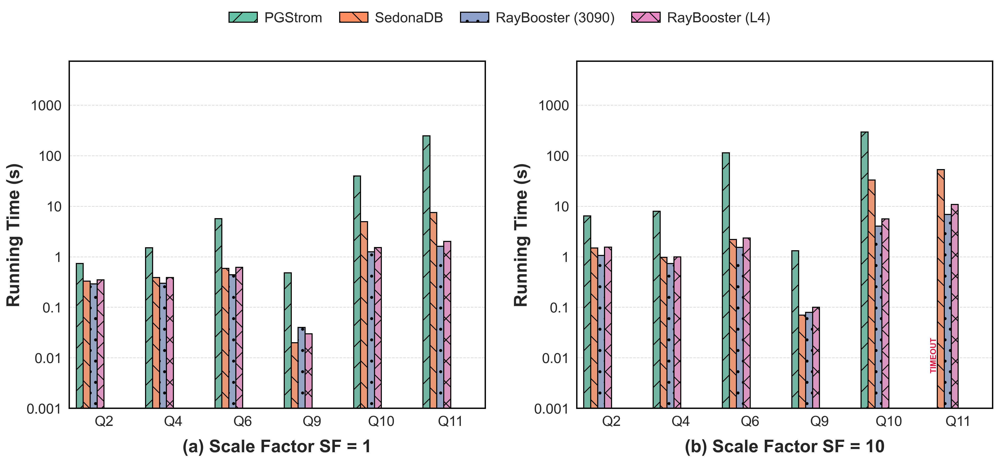 PGStrom SedonaDB RayBooster (3090) RayBooster (L4)
Running Time (s)
1000
100
10
1
0.1
0.01
0.001
Q2 Q4 Q6 Q9 Q10 Q11
(a) Scale Factor SF = 1
Running Time (s)
1000
100
10
1
0.1
0.01
0.001
TIMEOUT
Q2 Q4 Q6 Q9 Q10 Q11
(b) Scale Factor SF = 10